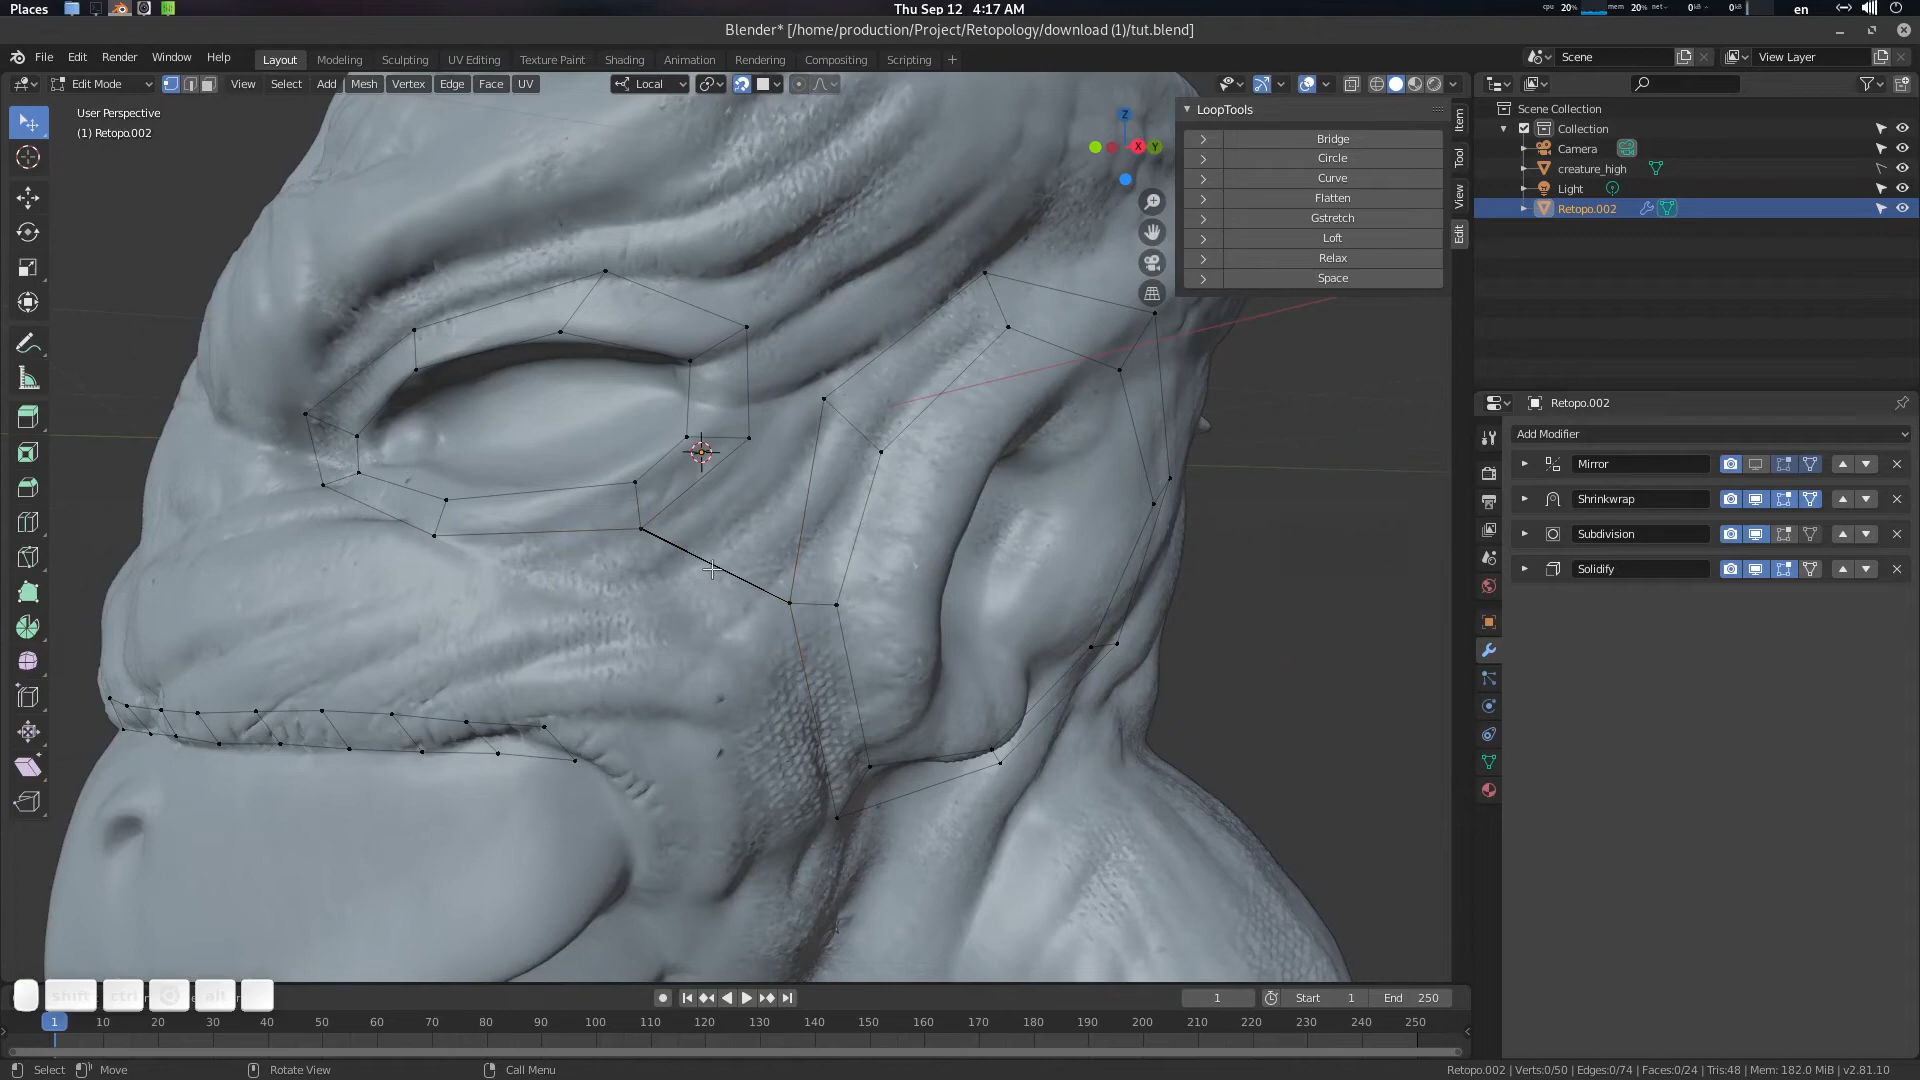 Places Thu Sep 12 4:17 AM cpu 20% mem 20% net 0kB 0kB en
Blender* [/home/production/Project/Retopology/download (1)/tut.blend]
File Edit Render Window Help Layout Modeling Sculpting UV Editing Texture Paint Shading Animation Rendering Compositing Scripting + Scene View Layer
Edit Mode View Select Add Mesh Vertex Edge Face UV Local
User Perspective
(1) Retopo.002
LoopTools
Bridge
Circle
Curve
Flatten
Gstretch
Loft
Relax
Space
Item
Tool
View
Edit
Z
X
Y
Scene Collection
Collection
Camera
creature_high
Light
Retopo.002
Retopo.002
Add Modifier
Mirror
Shrinkwrap
Subdivision
Solidify
shift ctrl alt
1 Start 1 End 250
1 10 20 30 40 50 60 70 80 90 100 110 120 130 140 150 160 170 180 190 200 210 220 230 240 250
Select Move Rotate View Call Menu Retopo.002 | Verts:0/50 | Edges:0/74 | Faces:0/24 | Tris:48 | Mem: 182.0 MiB | v2.81.10